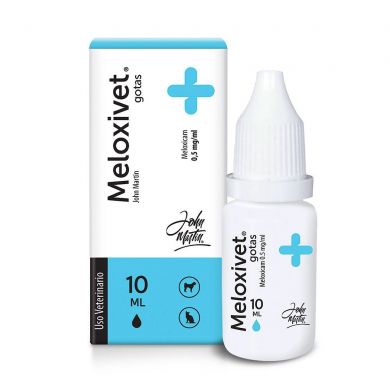 Meloxivet®
gotas
John Martin
Meloxicam
0,5 mg/ml
John
Martin
10
ML
Uso Veterinario
Meloxivet®
gotas
Meloxicam 0.5 mg/ml
10
ML
John
Martin